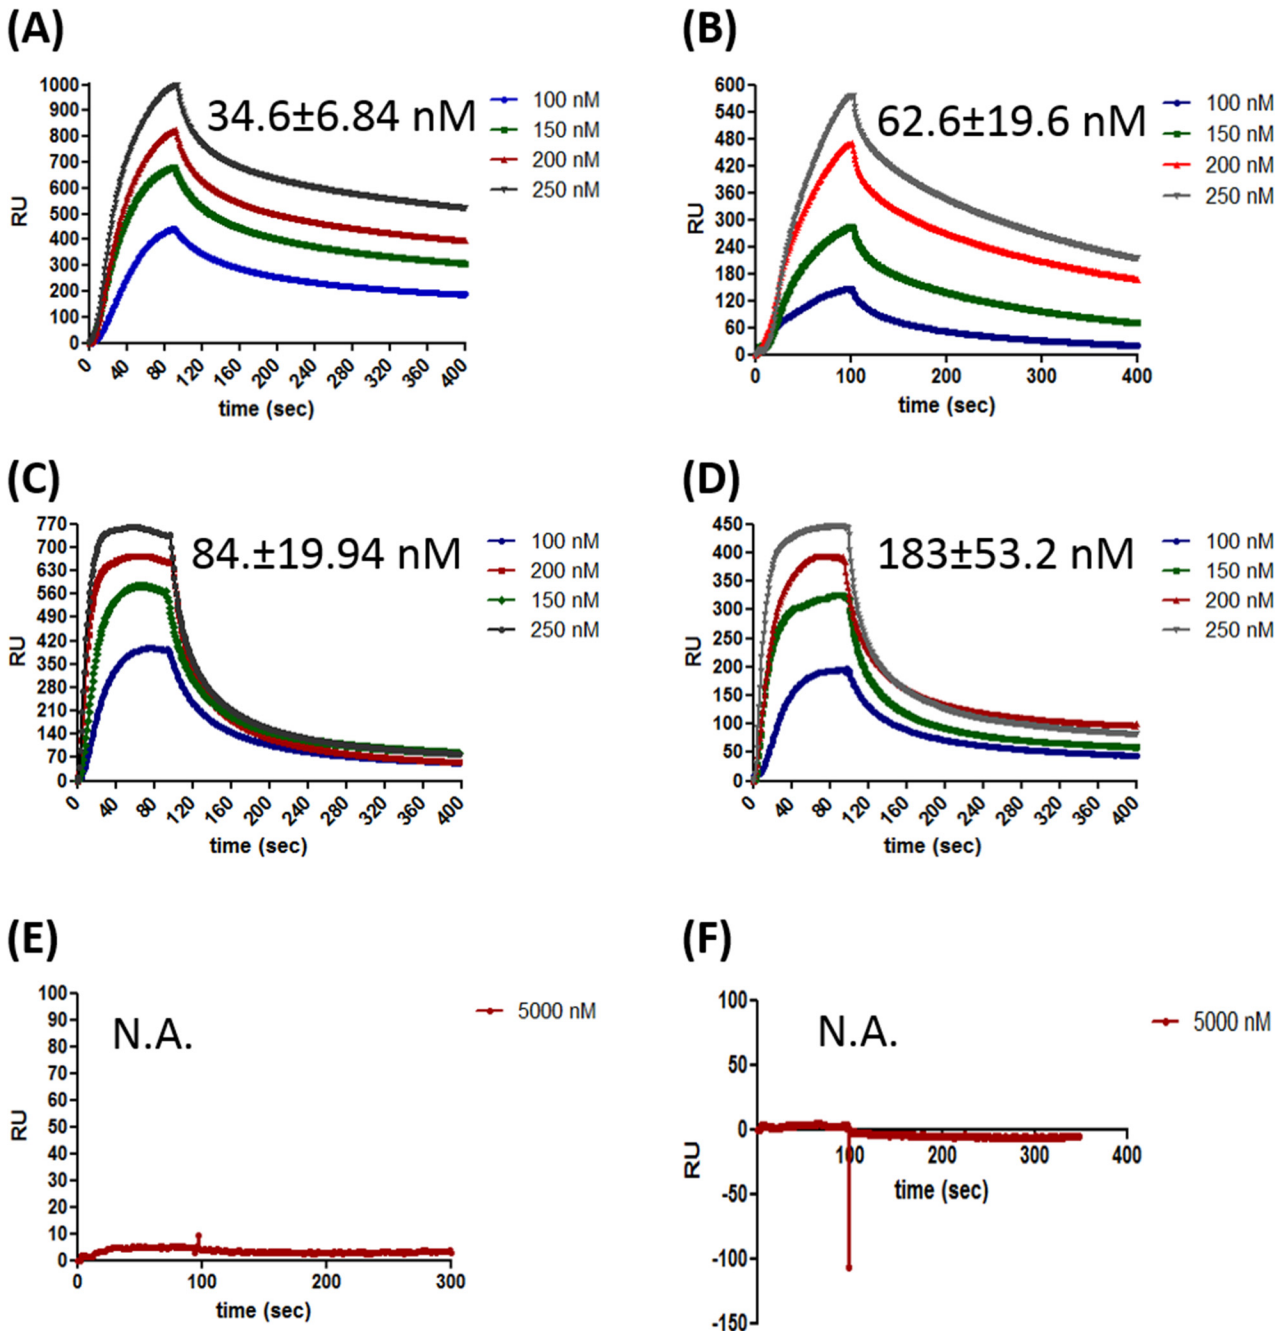 (A)
34.6±6.84 nM
1000
900
800
700
600
500
400
300
200
100
0
RU
0 40 80 120 160 200 240 280 320 360 400
time (sec)
100 nM
150 nM
200 nM
250 nM
(B)
62.6±19.6 nM
600
540
480
420
360
300
240
180
120
60
0
RU
0 100 200 300 400
time (sec)
100 nM
150 nM
200 nM
250 nM
(C)
84.±19.94 nM
770
700
630
560
490
420
350
280
210
140
70
0
RU
0 40 80 120 160 200 240 280 320 360 400
time (sec)
100 nM
200 nM
150 nM
250 nM
(D)
183±53.2 nM
450
400
350
300
250
200
150
100
50
0
RU
0 40 80 120 160 200 240 280 320 360 400
time (sec)
100 nM
150 nM
200 nM
250 nM
(E)
N.A.
100
90
80
70
60
50
40
30
20
10
0
RU
0 100 200 300
time (sec)
5000 nM
(F)
N.A.
100
50
0
-50
-100
-150
RU
100 200 300 400
time (sec)
5000 nM